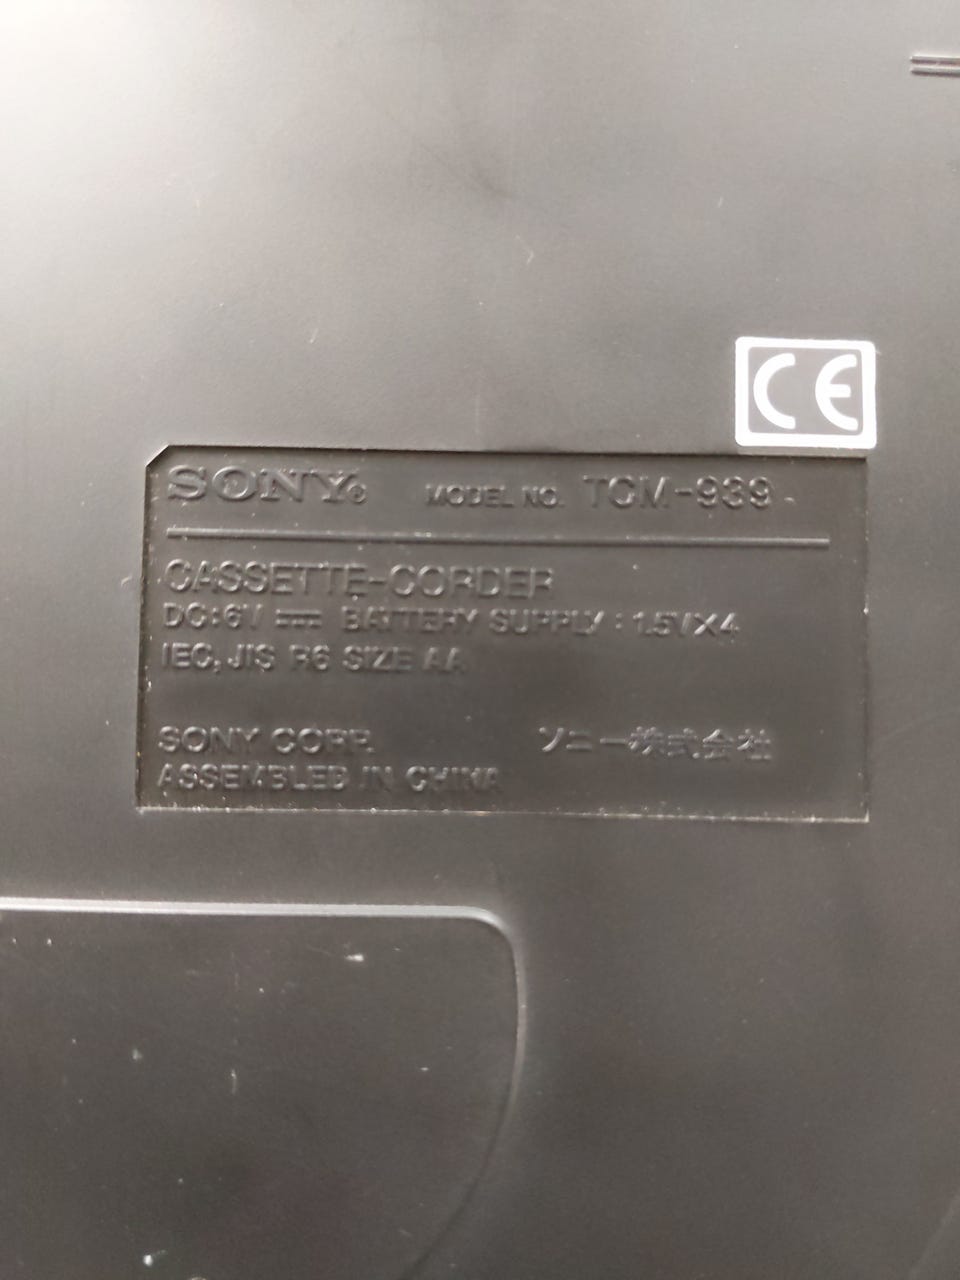 CE
SONY® MODEL NO. TCM-939
CASSETTE-CORDER
DC:6V ⎓ BATTERY SUPPLY : 1.5V×4
IEC, JIS R6 SIZE AA
SONY CORP. ソニー株式会社
ASSEMBLED IN CHINA